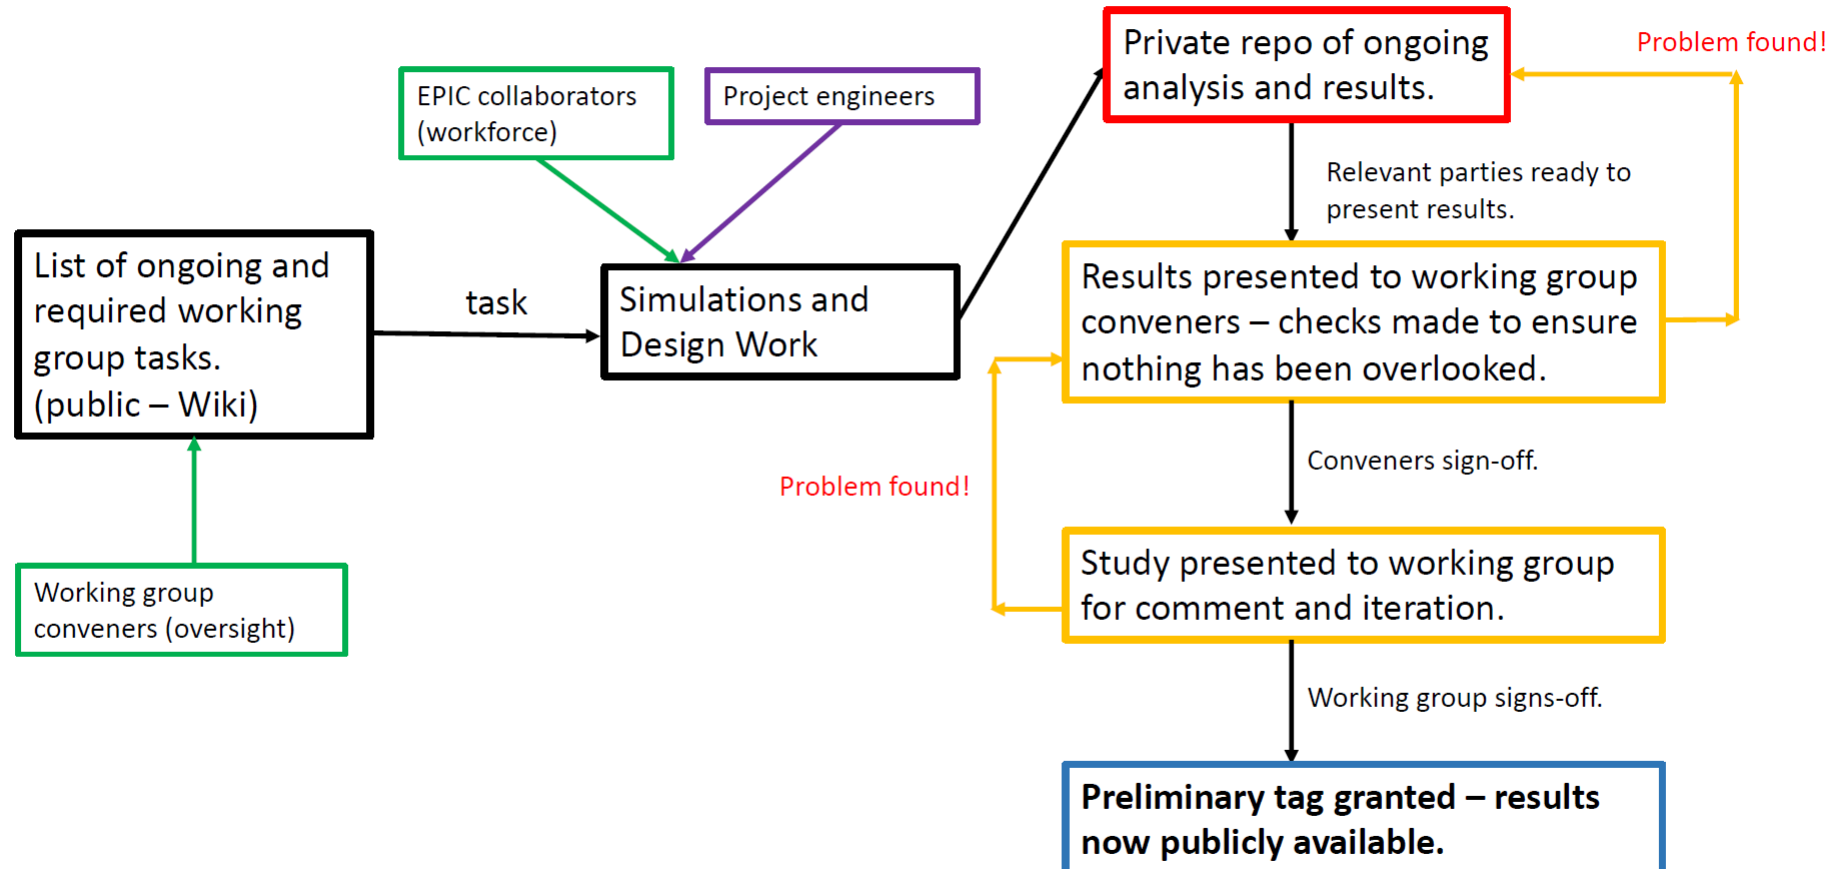 EPIC collaborators
(workforce)
Project engineers
Private repo of ongoing
analysis and results.
Problem found!
Relevant parties ready to
present results.
List of ongoing and
required working
group tasks.
(public – Wiki)
task
Simulations and
Design Work
Results presented to working group
conveners – checks made to ensure
nothing has been overlooked.
Conveners sign-off.
Problem found!
Working group
conveners (oversight)
Study presented to working group
for comment and iteration.
Working group signs-off.
Preliminary tag granted – results
now publicly available.